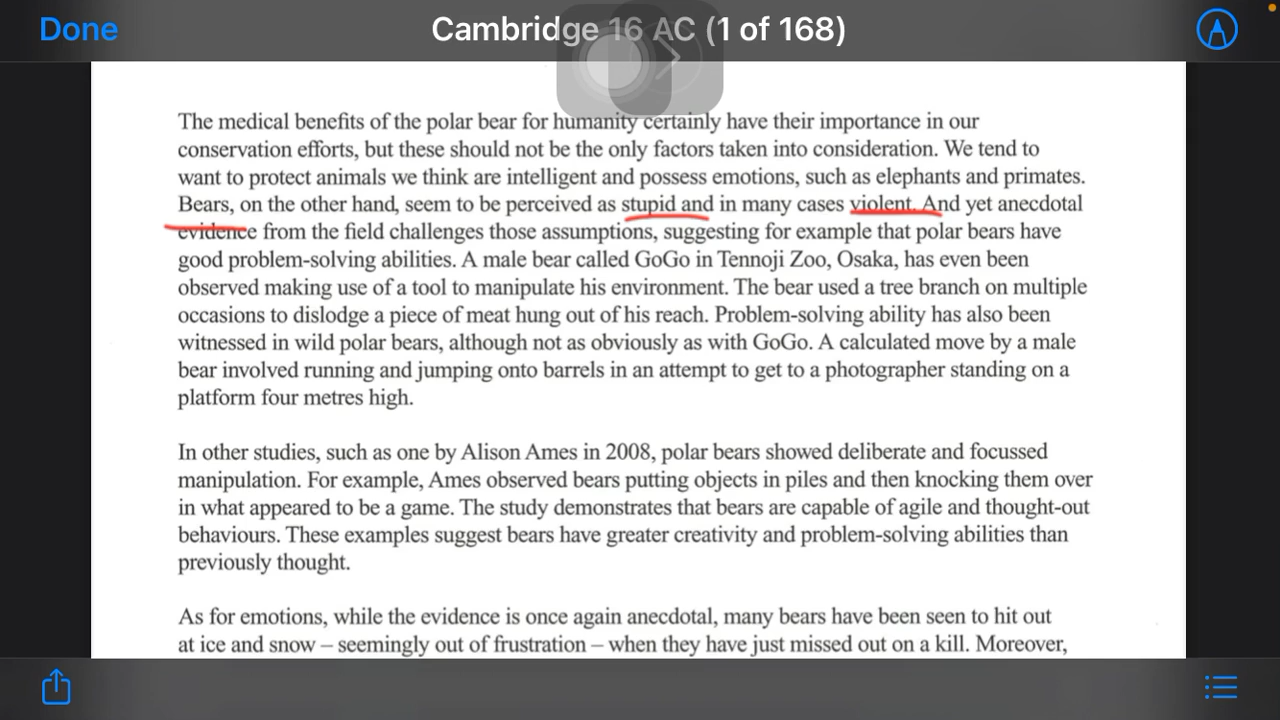 Done
Cambridge 16 AC (1 of 168)
The medical benefits of the polar bear for humanity certainly have their importance in our
conservation efforts, but these should not be the only factors taken into consideration. We tend to
want to protect animals we think are intelligent and possess emotions, such as elephants and primates.
Bears, on the other hand, seem to be perceived as stupid and in many cases violent. And yet anecdotal
evidence from the field challenges those assumptions, suggesting for example that polar bears have
good problem-solving abilities. A male bear called GoGo in Tennoji Zoo, Osaka, has even been
observed making use of a tool to manipulate his environment. The bear used a tree branch on multiple
occasions to dislodge a piece of meat hung out of his reach. Problem-solving ability has also been
witnessed in wild polar bears, although not as obviously as with GoGo. A calculated move by a male
bear involved running and jumping onto barrels in an attempt to get to a photographer standing on a
platform four metres high.
In other studies, such as one by Alison Ames in 2008, polar bears showed deliberate and focussed
manipulation. For example, Ames observed bears putting objects in piles and then knocking them over
in what appeared to be a game. The study demonstrates that bears are capable of agile and thought-out
behaviours. These examples suggest bears have greater creativity and problem-solving abilities than
previously thought.
As for emotions, while the evidence is once again anecdotal, many bears have been seen to hit out
at ice and snow – seemingly out of frustration – when they have just missed out on a kill. Moreover,